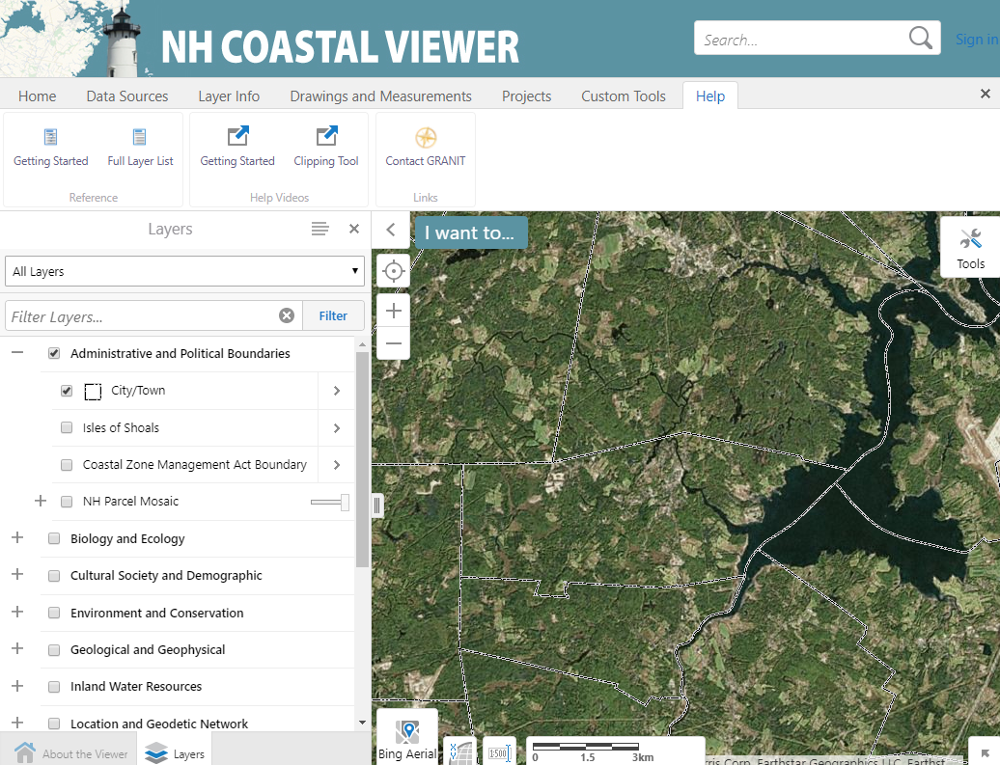 NH COASTAL VIEWER
Search...
Sign in
Home Data Sources Layer Info Drawings and Measurements Projects Custom Tools Help
Getting Started Full Layer List Getting Started Clipping Tool Contact GRANIT
Reference Help Videos Links
Layers
I want to...
Tools
All Layers
Filter Layers...
Filter
Administrative and Political Boundaries
City/Town
Isles of Shoals
Coastal Zone Management Act Boundary
NH Parcel Mosaic
Biology and Ecology
Cultural Society and Demographic
Environment and Conservation
Geological and Geophysical
Inland Water Resources
Location and Geodetic Network
About the Viewer Layers
Bing Aerial
X Y
1:500
0 1.5 3km
Corp, Earthstar Geographics LLC, Earthst